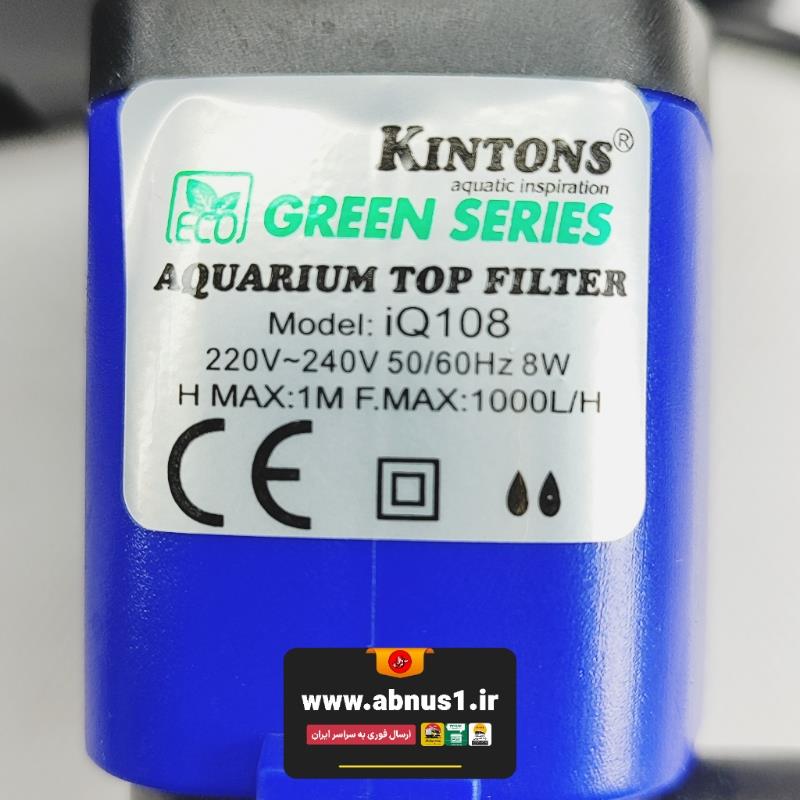 KINTONS®
aquatic inspiration
ECO GREEN SERIES
AQUARIUM TOP FILTER
Model: iQ108
220V~240V 50/60Hz 8W
H MAX:1M F.MAX:1000L/H
CE
www.abnus1.ir
ارسال فوری به سراسر ایران